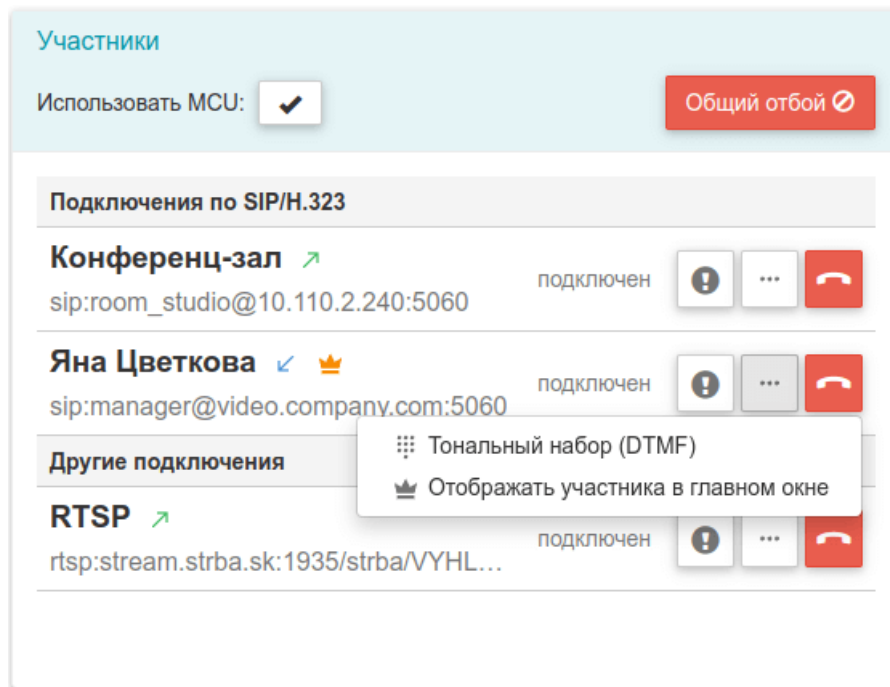 Участники
Использовать MCU:
Общий отбой
Подключения по SIP/H.323
Конференц-зал
подключен
sip:room_studio@10.110.2.240:5060
Яна Цветкова
подключен
sip:manager@video.company.com:5060
Тональный набор (DTMF)
Другие подключения
Отображать участника в главном окне
RTSP
подключен
rtsp:stream.strba.sk:1935/strba/VYHL...